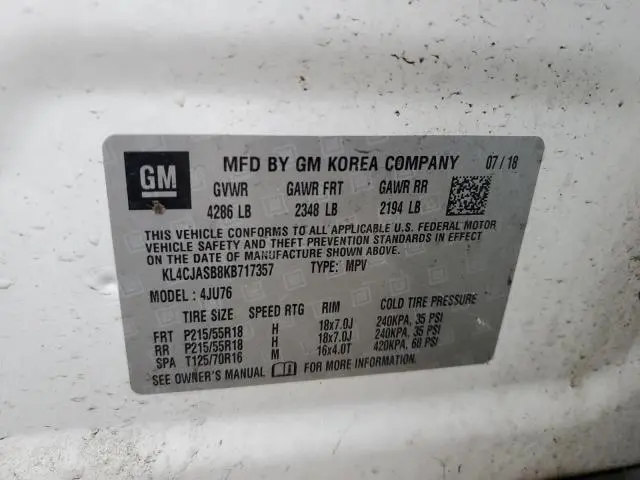 GM
MFD BY GM KOREA COMPANY 07/18
GVWR GAWR FRT GAWR RR
4286 LB 2348 LB 2194 LB
THIS VEHICLE CONFORMS TO ALL APPLICABLE U.S. FEDERAL MOTOR
VEHICLE SAFETY AND THEFT PREVENTION STANDARDS IN EFFECT
ON THE DATE OF MANUFACTURE SHOWN ABOVE.
KL4CJASB8KB717357 TYPE: MPV
MODEL: 4JU76
TIRE SIZE SPEED RTG RIM COLD TIRE PRESSURE
FRT P215/55R18 H 18x7.0J 240KPA, 35 PSI
RR P215/55R18 H 18x7.0J 240KPA, 35 PSI
SPA T125/70R16 M 16x4.0T 420KPA, 60 PSI
SEE OWNER'S MANUAL FOR MORE INFORMATION.